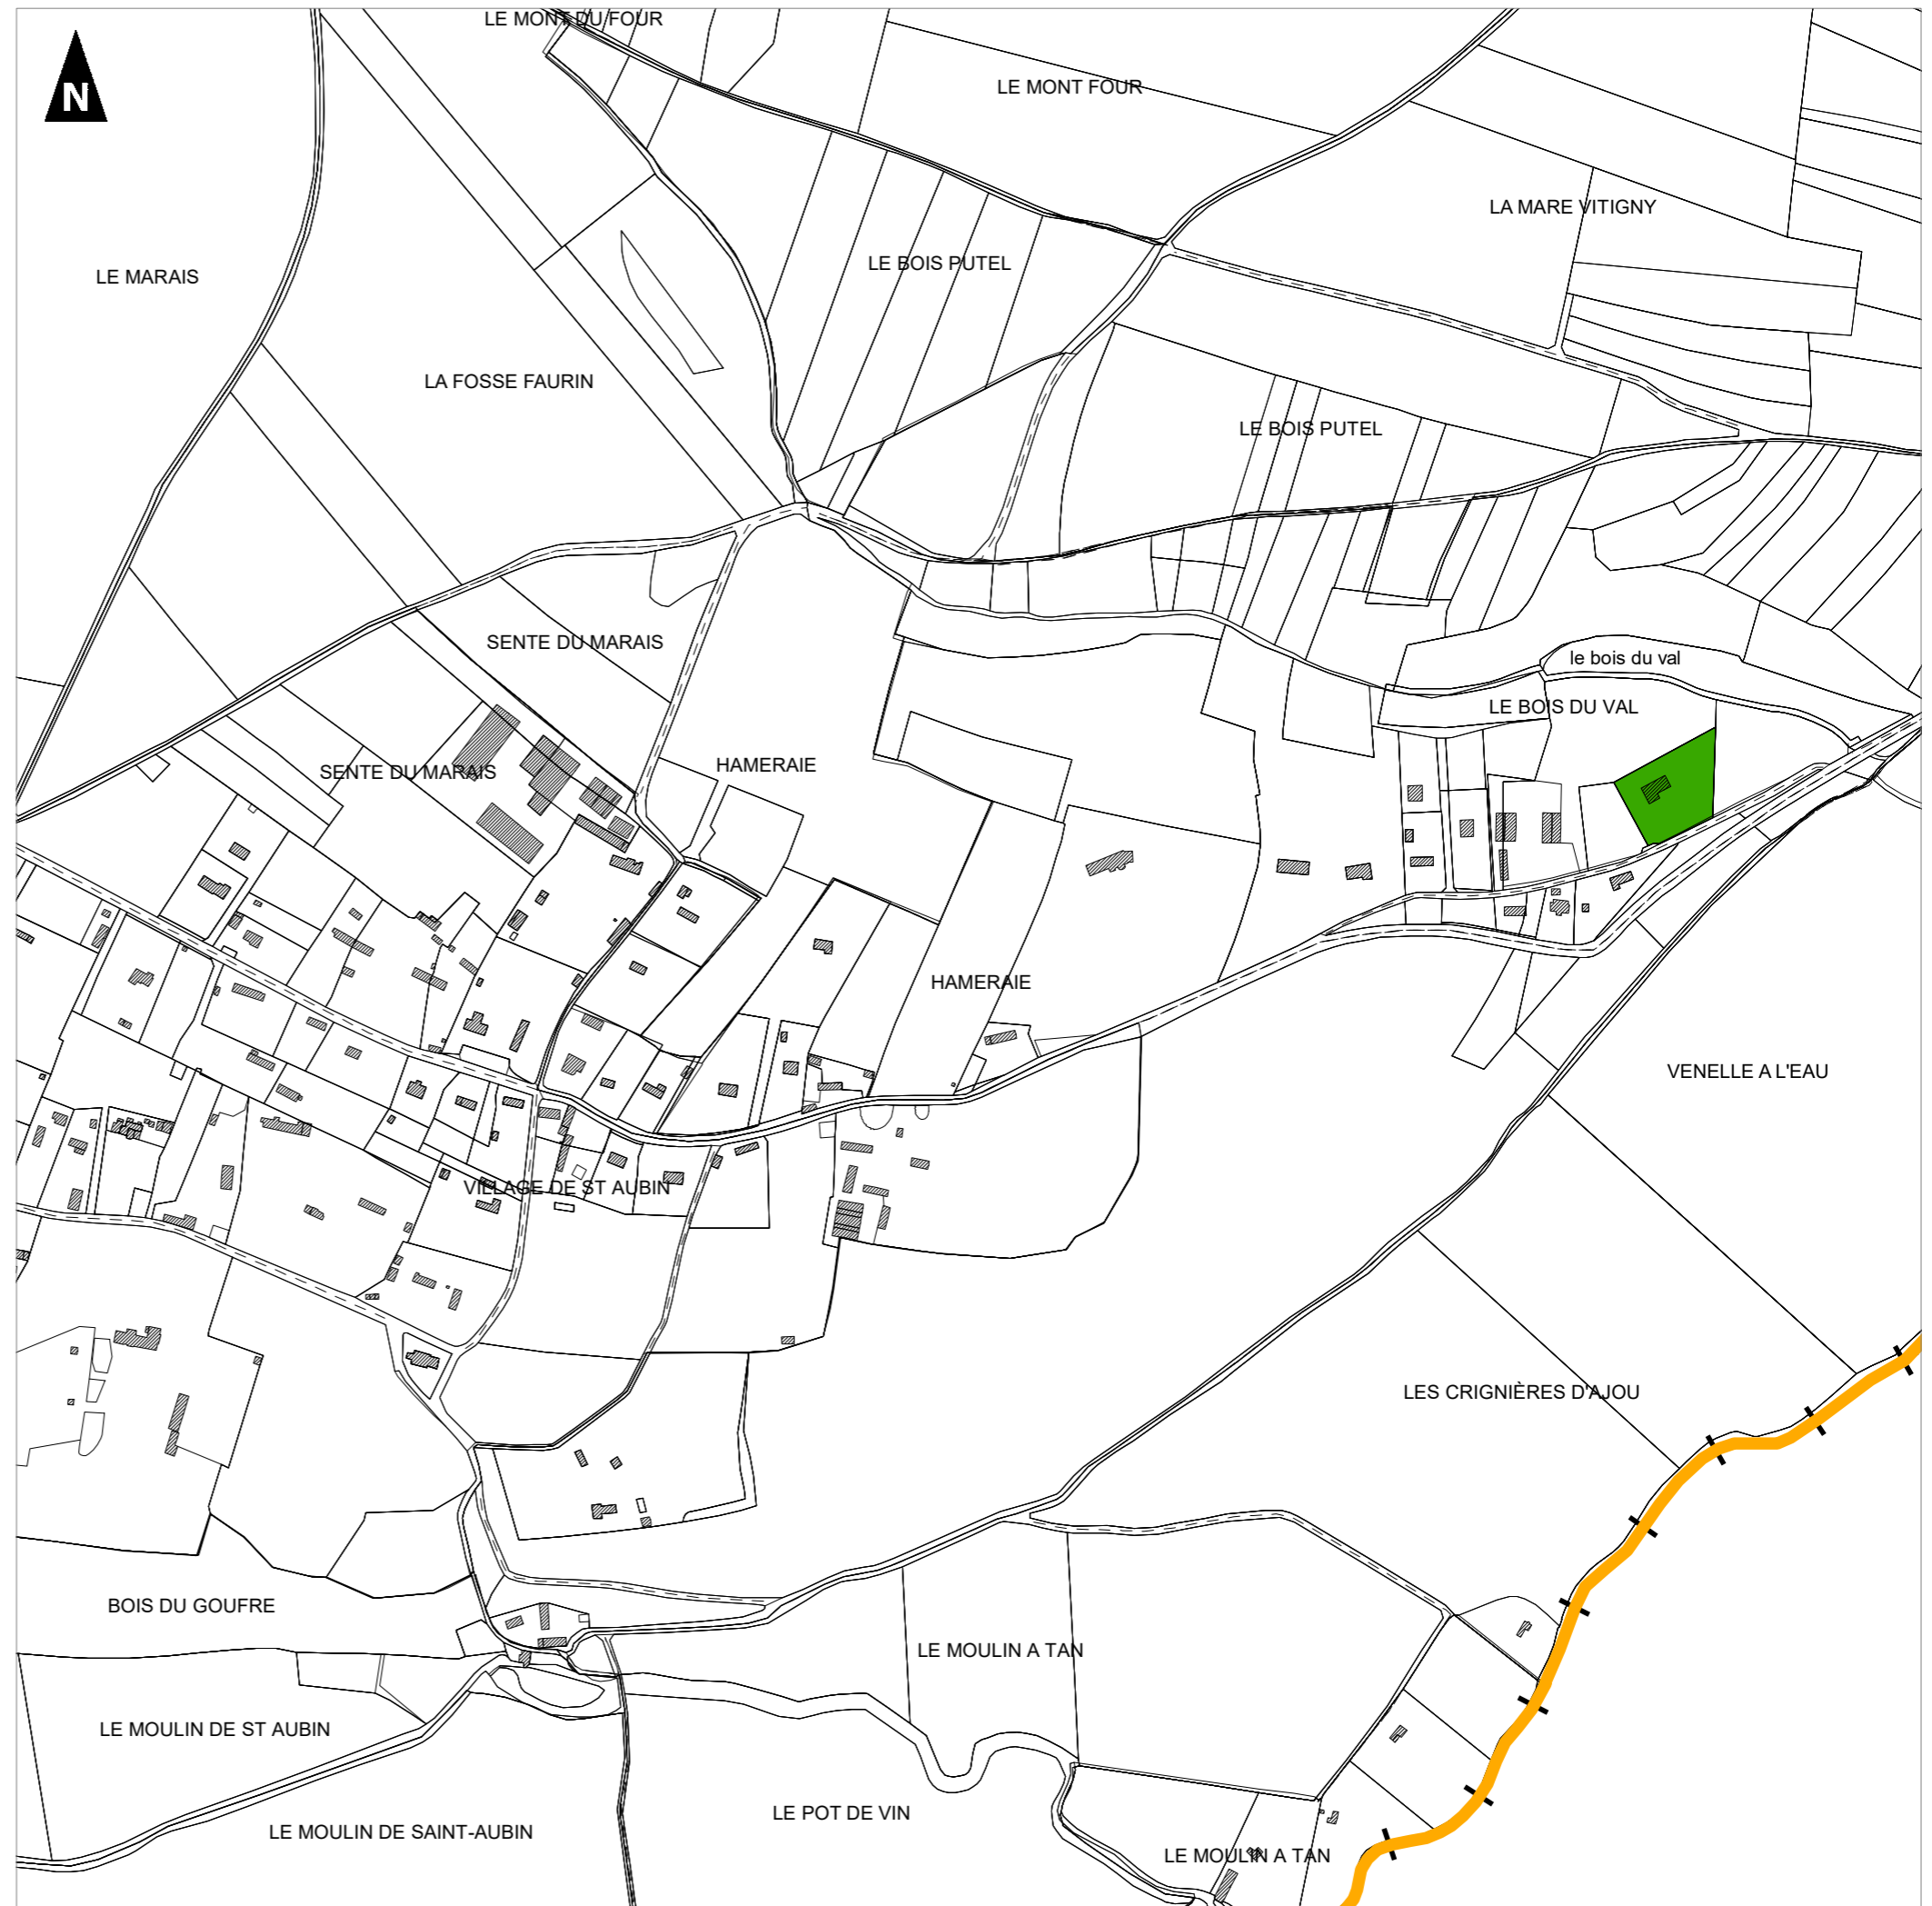 LE MONT DU FOUR
N
LE MONT FOUR
LA MARE VITIGNY
LE BOIS PUTEL
LE MARAIS
LA FOSSE FAURIN
LE BOIS PUTEL
SENTE DU MARAIS
le bois du val
LE BOIS DU VAL
HAMERAIE
SENTE DU MARAIS
HAMERAIE
VENELLE A L'EAU
VILLAGE DE ST AUBIN
LES CRIGNIÈRES D'AJOU
BOIS DU GOUFRE
LE MOULIN A TAN
LE MOULIN DE ST AUBIN
LE POT DE VIN
LE MOULIN DE SAINT-AUBIN
LE MOULIN A TAN